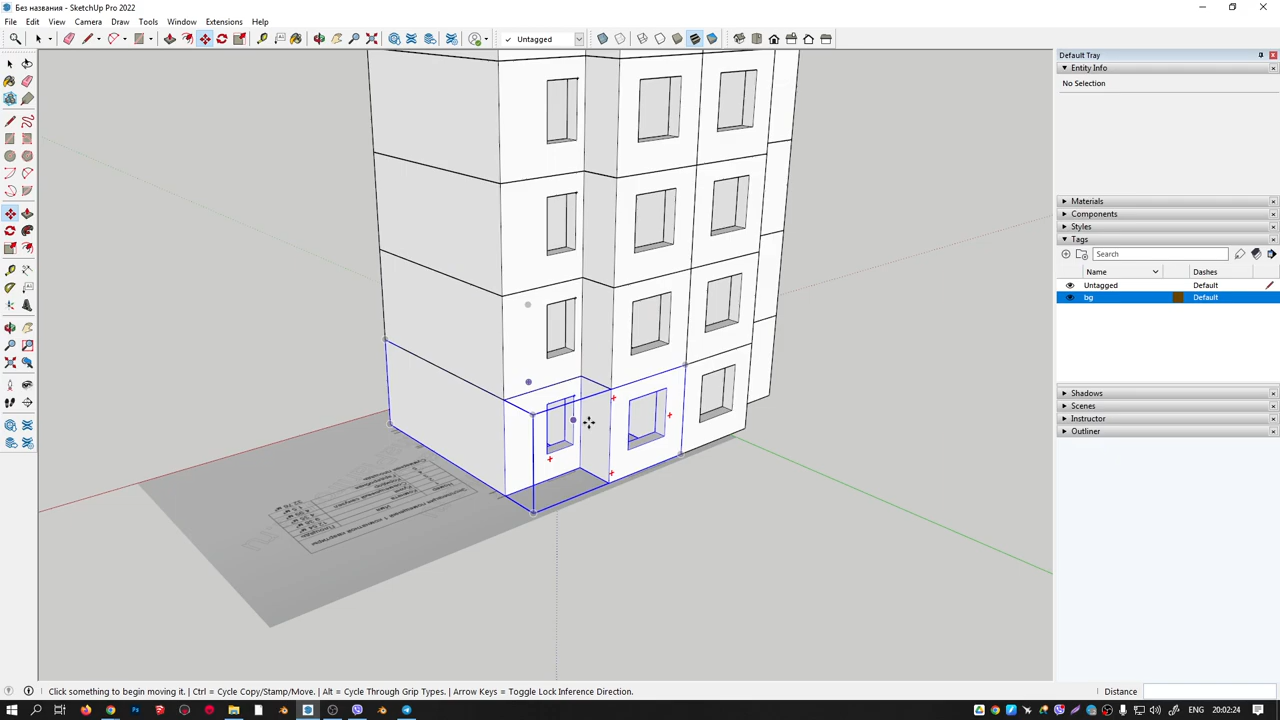 Без названия - SketchUp Pro 2022
File Edit View Camera Draw Tools Window Extensions Help
Untagged
Default Tray
Entity Info
No Selection
Materials
Components
Styles
Tags
Search
Name Dashes
Untagged Default
bg Default
Shadows
Scenes
Instructor
Outliner
Click something to begin moving it. | Ctrl = Cycle Copy/Stamp/Move. | Alt = Cycle Through Grip Types. | Arrow Keys = Toggle Lock Inference Direction.
Distance
ENG 20:02:24